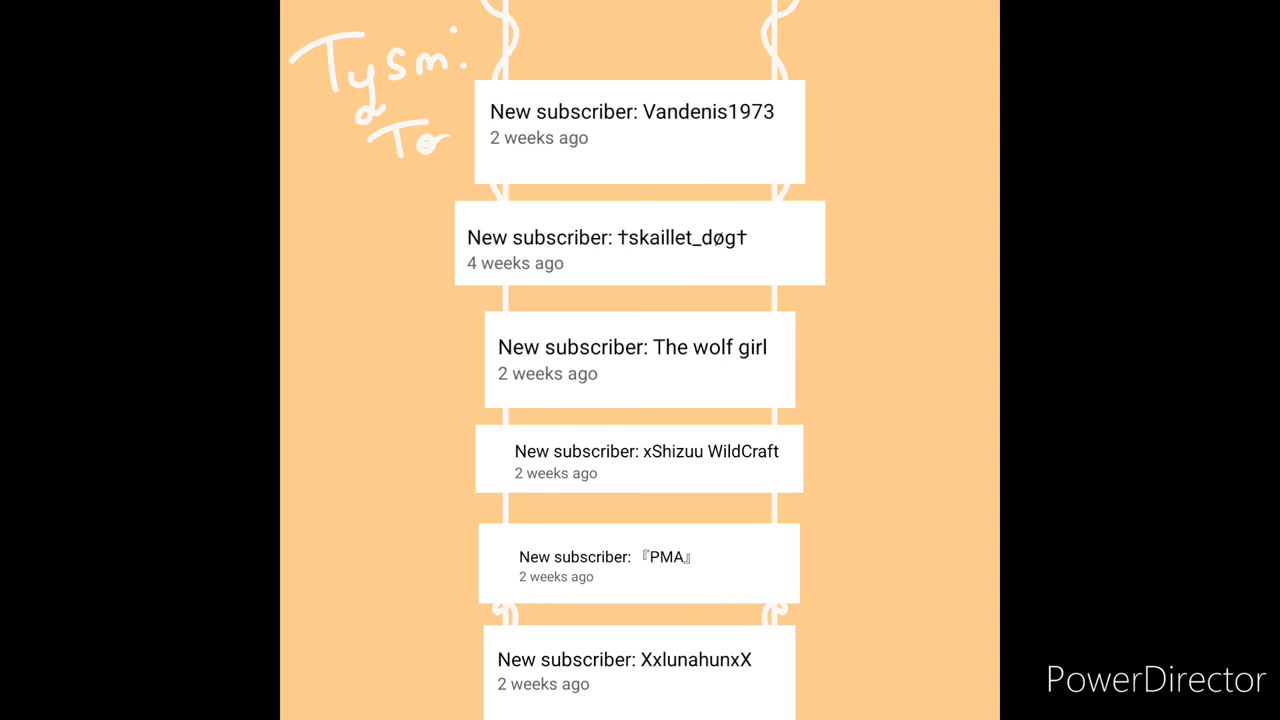 Tysm:
To
New subscriber: Vandenis1973
2 weeks ago
New subscriber: †skaillet_døg†
4 weeks ago
New subscriber: The wolf girl
2 weeks ago
New subscriber: xShizuu WildCraft
2 weeks ago
New subscriber: 『PMA』
2 weeks ago
New subscriber: XxlunahunxX
2 weeks ago
PowerDirector